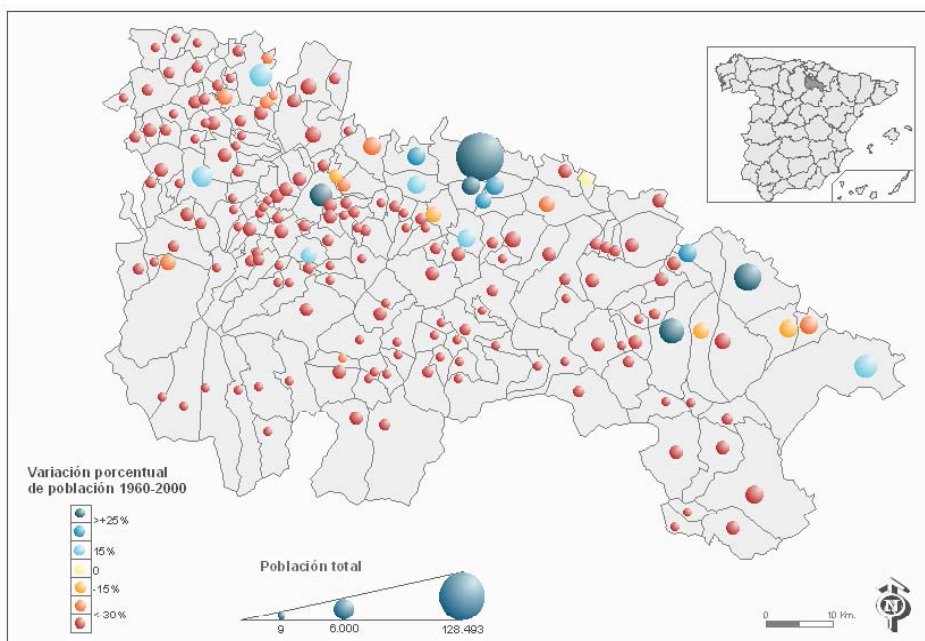 Variación porcentual
de población 1960-2000
>+25%
15%
0
-15%
<-30%
Población total
9
6.000
128.493
0
10 Km.
N